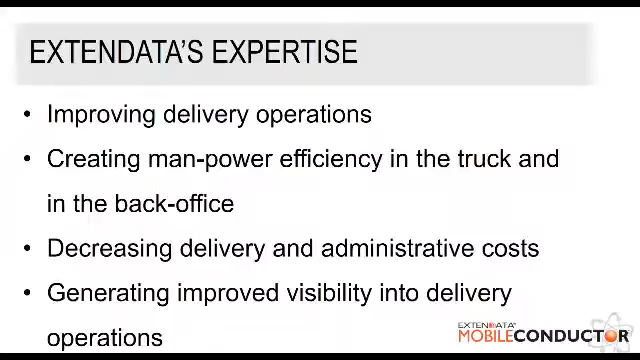 EXTENDATA'S EXPERTISE
• Improving delivery operations
• Creating man-power efficiency in the truck and
in the back-office
• Decreasing delivery and administrative costs
• Generating improved visibility into delivery
operations
EXTENDATA®
MOBILECONDUCTOR